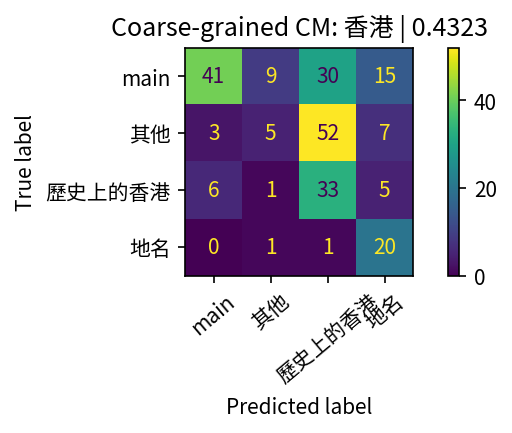 Coarse-grained CM: 香港 | 0.4323
True label
main 41 9 30 15
其他 3 5 52 7
歷史上的香港 6 1 33 5
地名 0 1 1 20
main 其他 歷史上的香港 地名
Predicted label
40
20
0